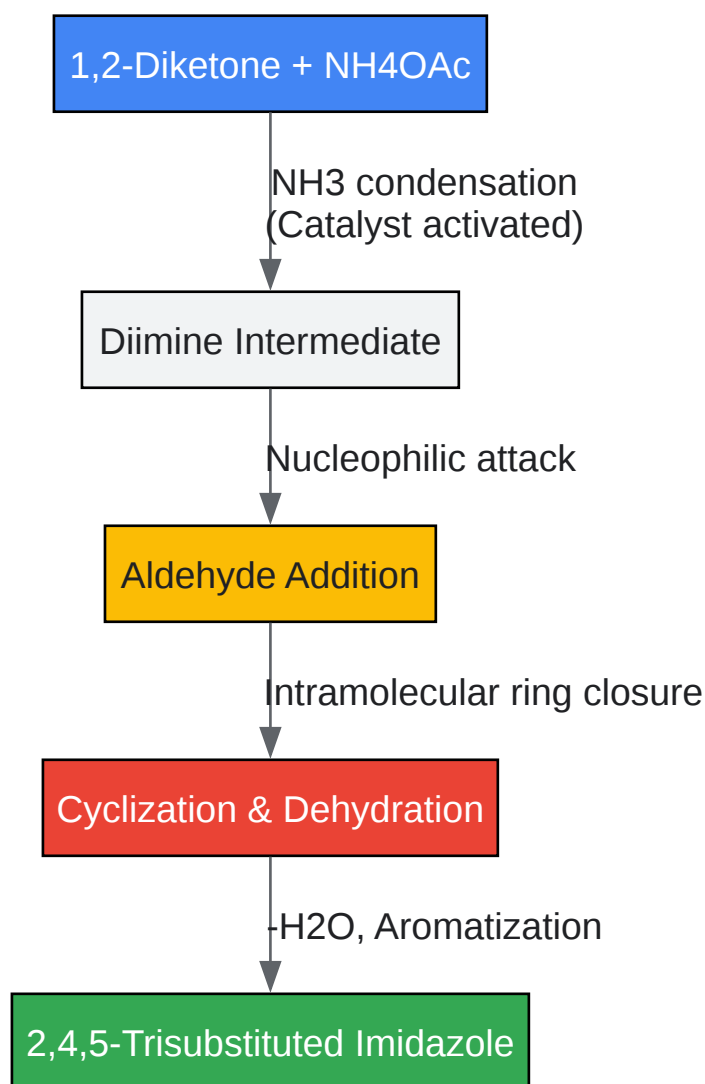 1,2-Diketone + NH4OAc
NH3 condensation
(Catalyst activated)
Diimine Intermediate
Nucleophilic attack
Aldehyde Addition
Intramolecular ring closure
Cyclization & Dehydration
-H2O, Aromatization
2,4,5-Trisubstituted Imidazole